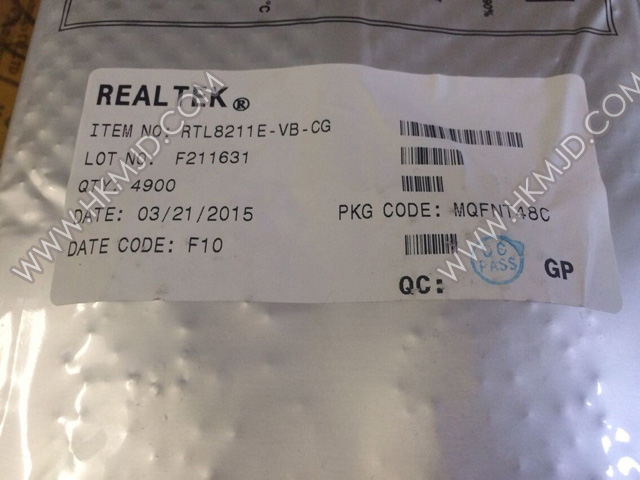 REALTEK®
ITEM NO: RTL8211E-VB-CG
LOT NO: F211631
QTY: 4900
DATE: 03/21/2015 PKG CODE: MQFNT48C
DATE CODE: F10
QC: QC PASS GP
WWW.HKMJD.COM
WWW.HKMJD.COM